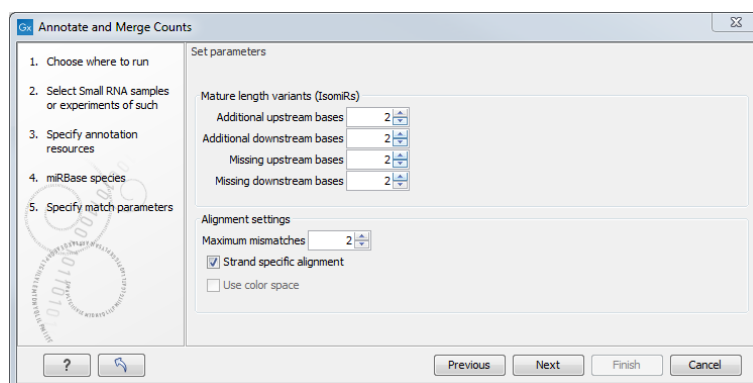 Gx Annotate and Merge Counts
1. Choose where to run
2. Select Small RNA samples
or experiments of such
3. Specify annotation
resources
4. miRBase species
5. Specify match parameters
Set parameters
Mature length variants (IsomiRs)
Additional upstream bases 2
Additional downstream bases 2
Missing upstream bases 2
Missing downstream bases 2
Alignment settings
Maximum mismatches 2
Strand specific alignment
Use color space
? Previous Next Finish Cancel